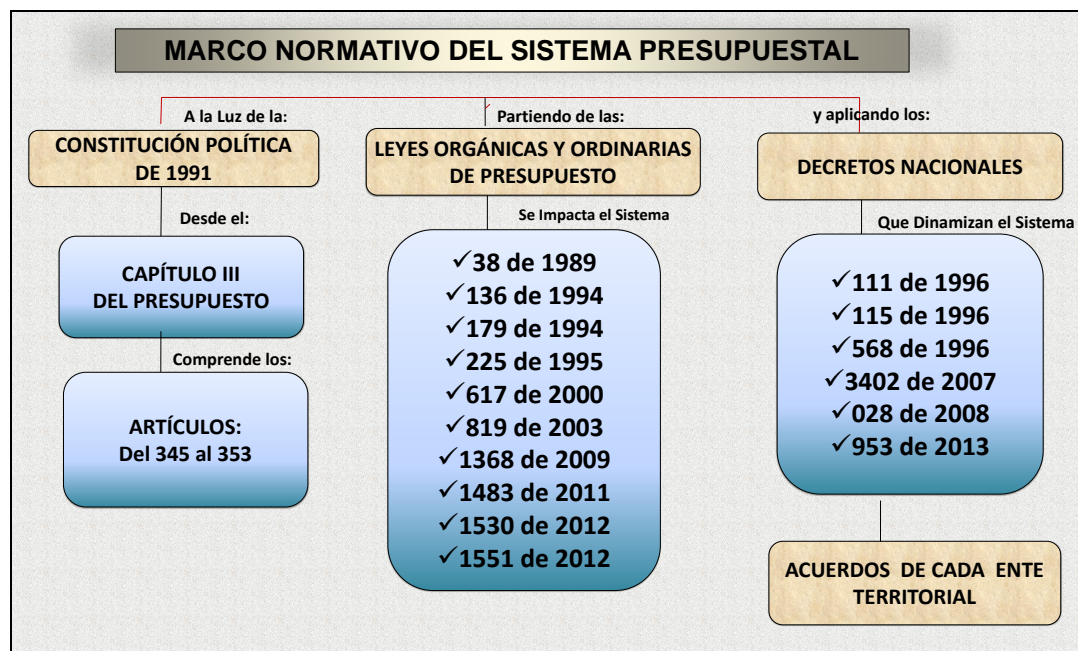 MARCO NORMATIVO DEL SISTEMA PRESUPUESTAL
A la Luz de la:
CONSTITUCIÓN POLÍTICA
DE 1991
Desde el:
CAPÍTULO III
DEL PRESUPUESTO
Comprende los:
ARTÍCULOS:
Del 345 al 353
Partiendo de las:
LEYES ORGÁNICAS Y ORDINARIAS
DE PRESUPUESTO
Se Impacta el Sistema
✓38 de 1989
✓136 de 1994
✓179 de 1994
✓225 de 1995
✓617 de 2000
✓819 de 2003
✓1368 de 2009
✓1483 de 2011
✓1530 de 2012
✓1551 de 2012
y aplicando los:
DECRETOS NACIONALES
Que Dinamizan el Sistema
✓111 de 1996
✓115 de 1996
✓568 de 1996
✓3402 de 2007
✓028 de 2008
✓953 de 2013
ACUERDOS DE CADA ENTE
TERRITORIAL